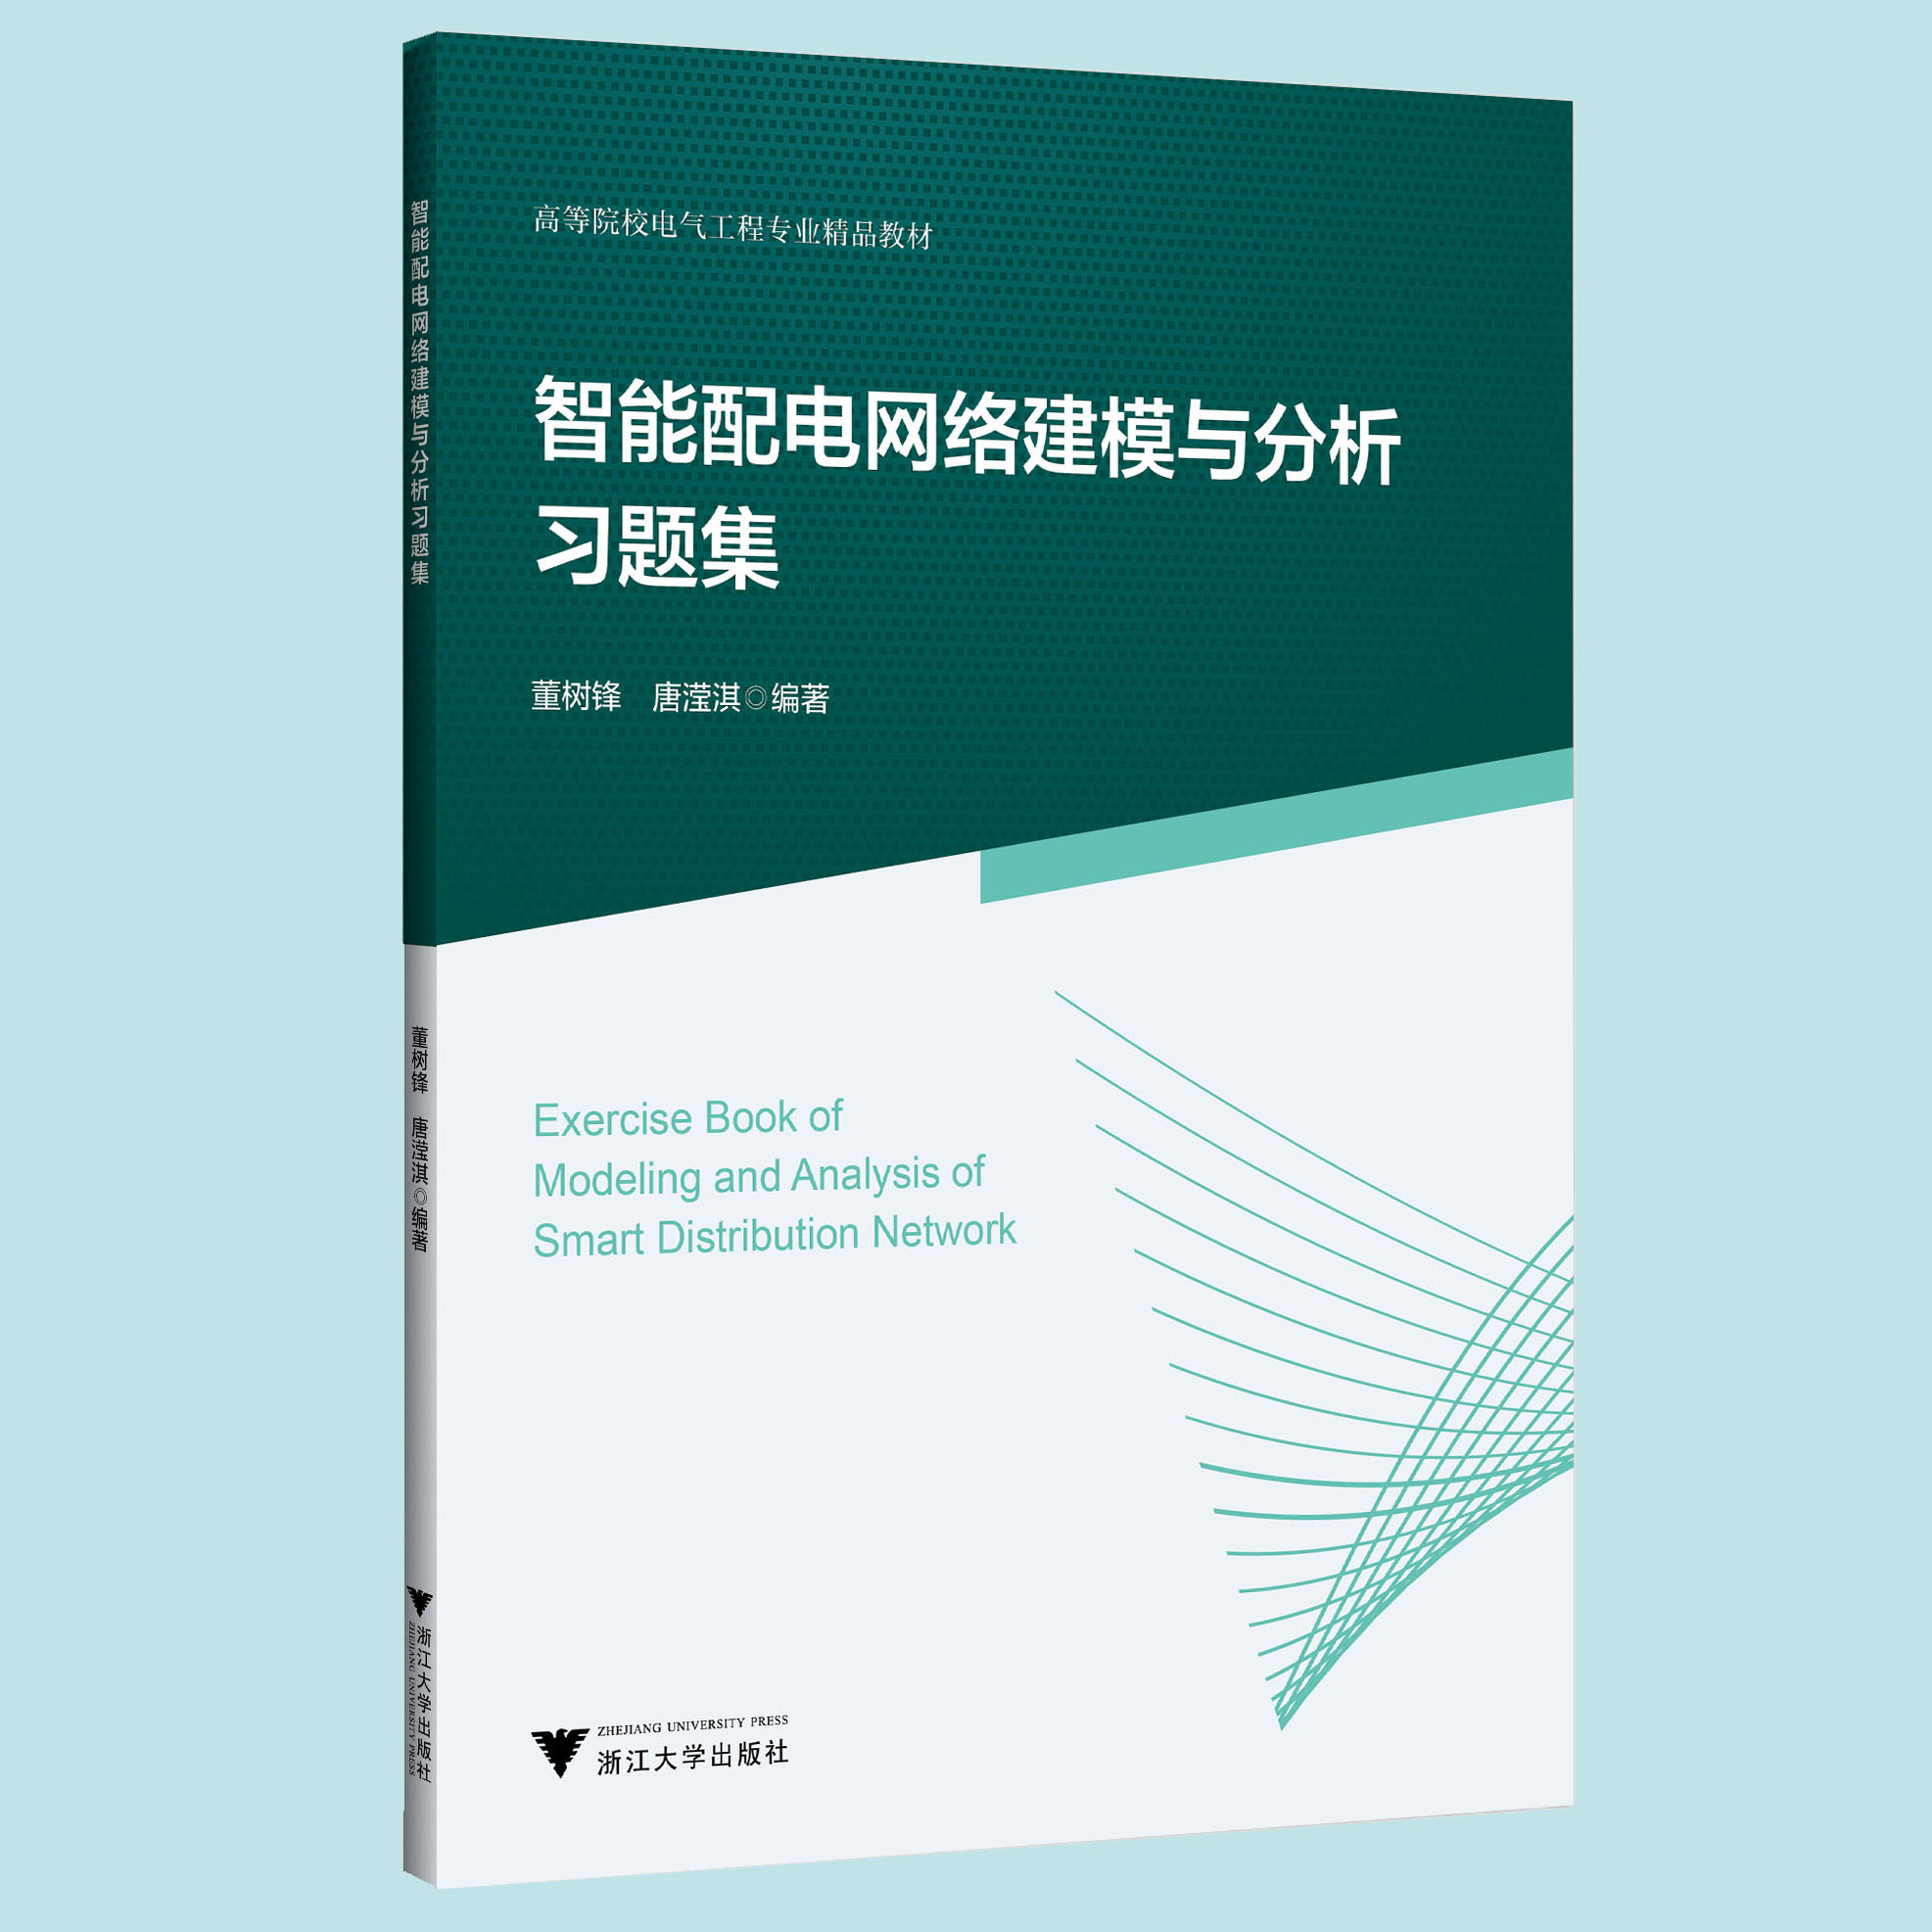 高等院校电气工程专业精品教材
智能配电网络建模与分析
习题集
董树锋 唐滢淇◎编著
Exercise Book of
Modeling and Analysis of
Smart Distribution Network
ZHEJIANG UNIVERSITY PRESS
浙江大学出版社
智能配电网络建模与分析习题集
董树锋 唐滢淇◎编著
浙江大学出版社
ZHEJIANG UNIVERSITY PRESS